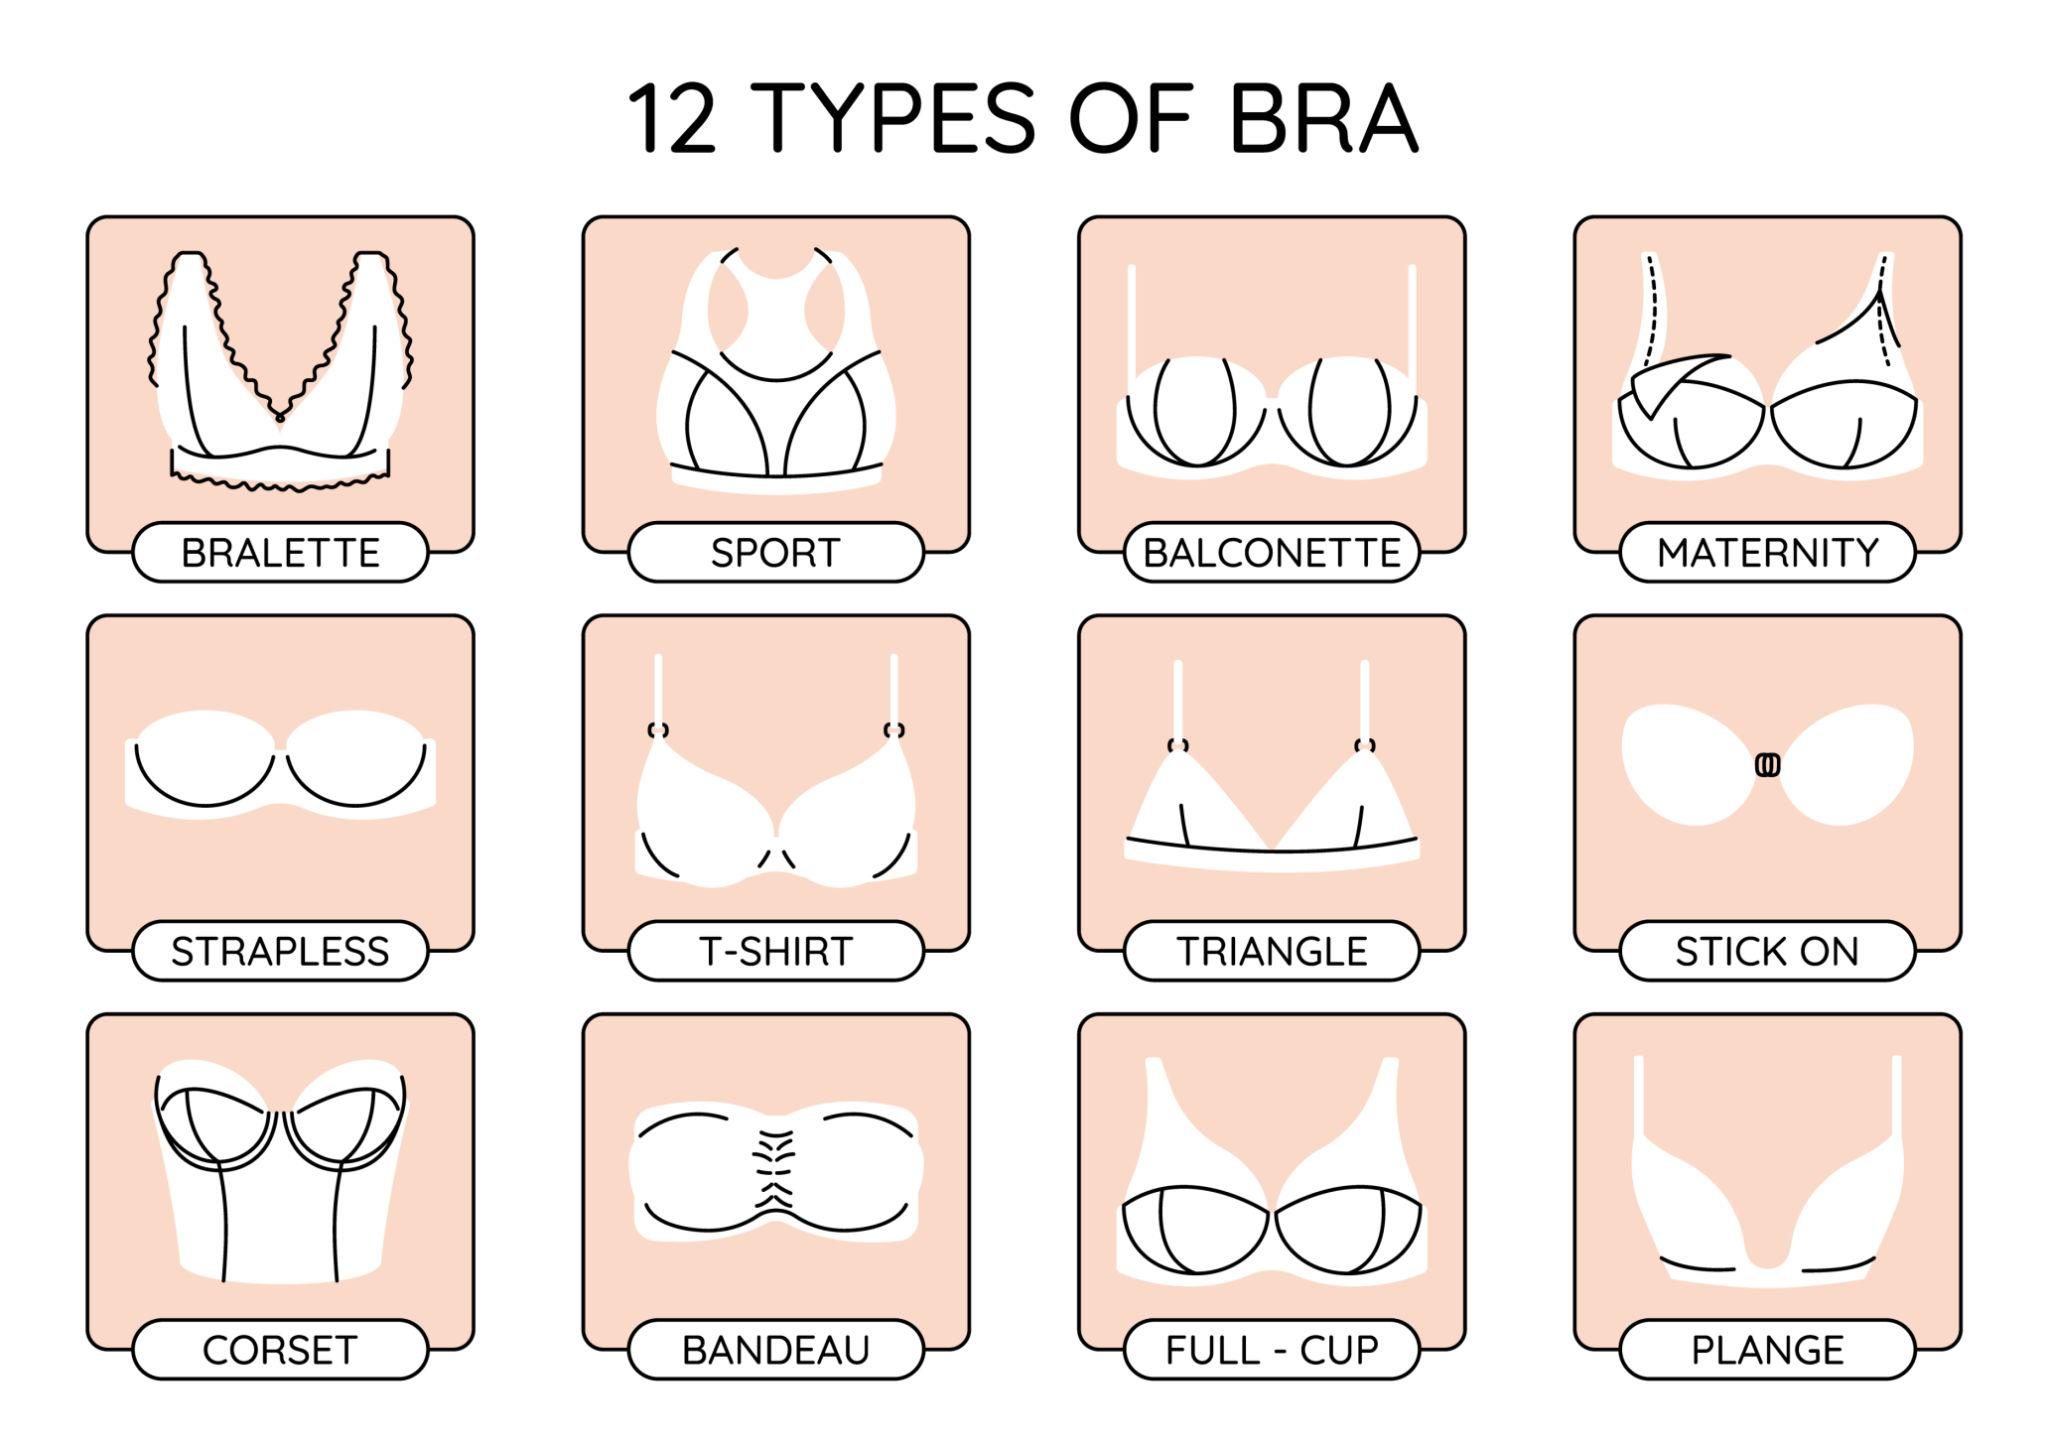 12 TYPES OF BRA
BRALETTE
SPORT
BALCONETTE
MATERNITY
STRAPLESS
T-SHIRT
TRIANGLE
STICK ON
CORSET
BANDEAU
FULL - CUP
PLANGE